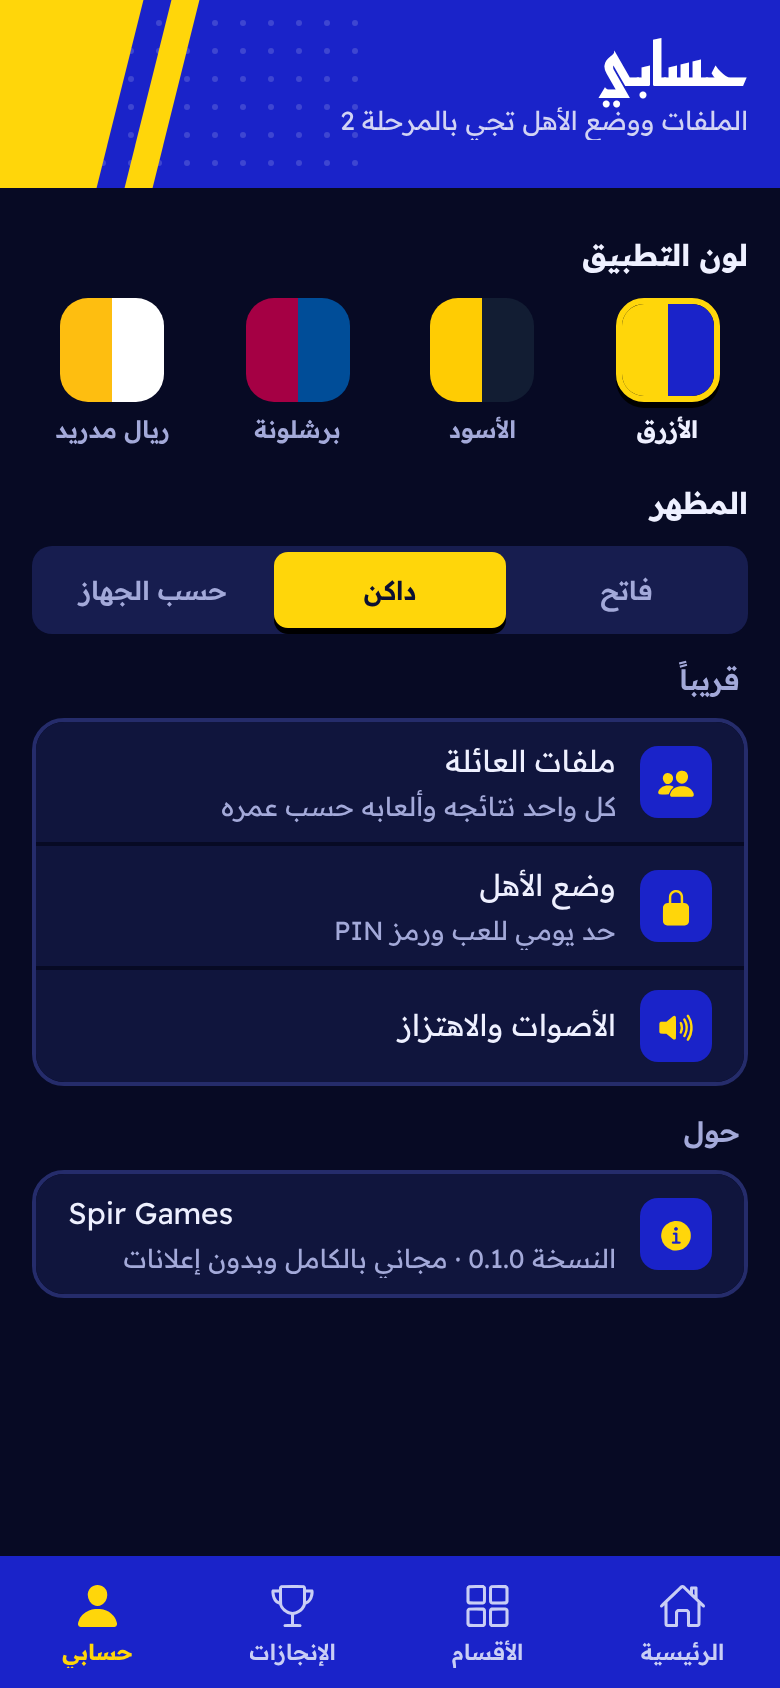 حسابي
الملفات ووضع الأهل تجي بالمرحلة 2
لون التطبيق
الأزرق
الأسود
برشلونة
ريال مدريد
المظهر
فاتح
داكن
حسب الجهاز
قريباً
ملفات العائلة
كل واحد نتائجه وألعابه حسب عمره
وضع الأهل
حد يومي للعب ورمز PIN
الأصوات والاهتزاز
حول
Spir Games
النسخة 0.1.0 · مجاني بالكامل وبدون إعلانات
الرئيسية
الأقسام
الإنجازات
حسابي